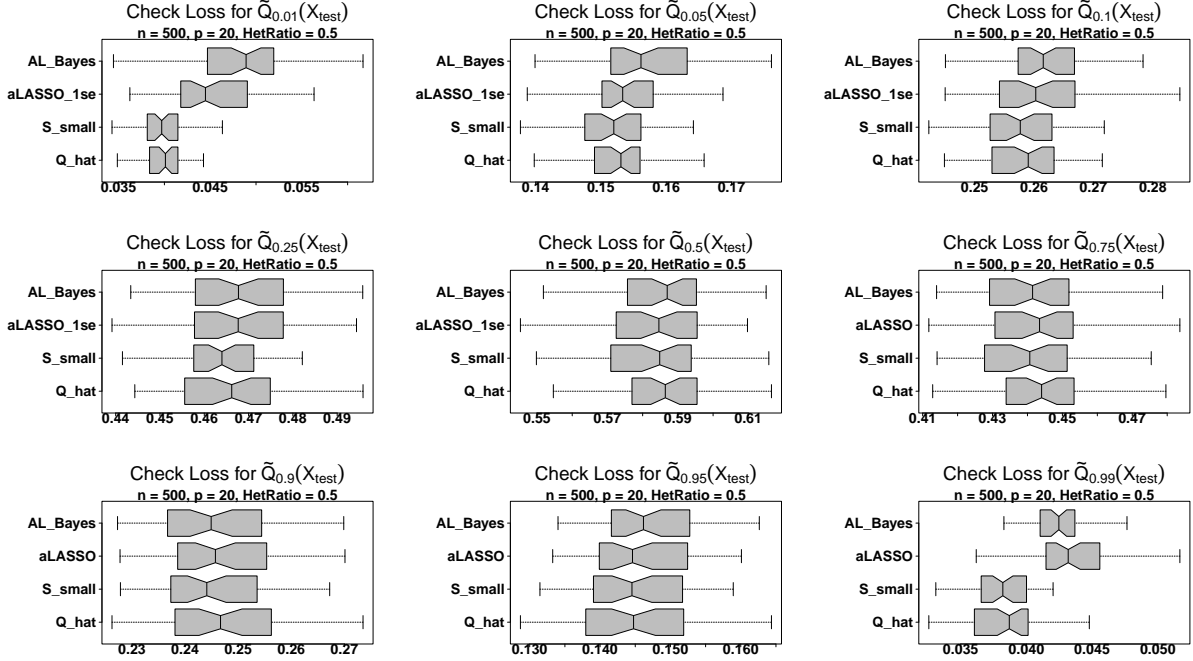 Check Loss for Q̃0.01(Xtest)
n = 500, p = 20, HetRatio = 0.5
AL_Bayes
aLASSO_1se
S_small
Q_hat
0.035 0.045 0.055
Check Loss for Q̃0.05(Xtest)
n = 500, p = 20, HetRatio = 0.5
AL_Bayes
aLASSO_1se
S_small
Q_hat
0.14 0.15 0.16 0.17
Check Loss for Q̃0.1(Xtest)
n = 500, p = 20, HetRatio = 0.5
AL_Bayes
aLASSO_1se
S_small
Q_hat
0.25 0.26 0.27 0.28
Check Loss for Q̃0.25(Xtest)
n = 500, p = 20, HetRatio = 0.5
AL_Bayes
aLASSO_1se
S_small
Q_hat
0.44 0.45 0.46 0.47 0.48 0.49
Check Loss for Q̃0.5(Xtest)
n = 500, p = 20, HetRatio = 0.5
AL_Bayes
aLASSO_1se
S_small
Q_hat
0.55 0.57 0.59 0.61
Check Loss for Q̃0.75(Xtest)
n = 500, p = 20, HetRatio = 0.5
AL_Bayes
aLASSO
S_small
Q_hat
0.41 0.43 0.45 0.47
Check Loss for Q̃0.9(Xtest)
n = 500, p = 20, HetRatio = 0.5
AL_Bayes
aLASSO
S_small
Q_hat
0.23 0.24 0.25 0.26 0.27
Check Loss for Q̃0.95(Xtest)
n = 500, p = 20, HetRatio = 0.5
AL_Bayes
aLASSO
S_small
Q_hat
0.130 0.140 0.150 0.160
Check Loss for Q̃0.99(Xtest)
n = 500, p = 20, HetRatio = 0.5
AL_Bayes
aLASSO
S_small
Q_hat
0.035 0.040 0.045 0.050